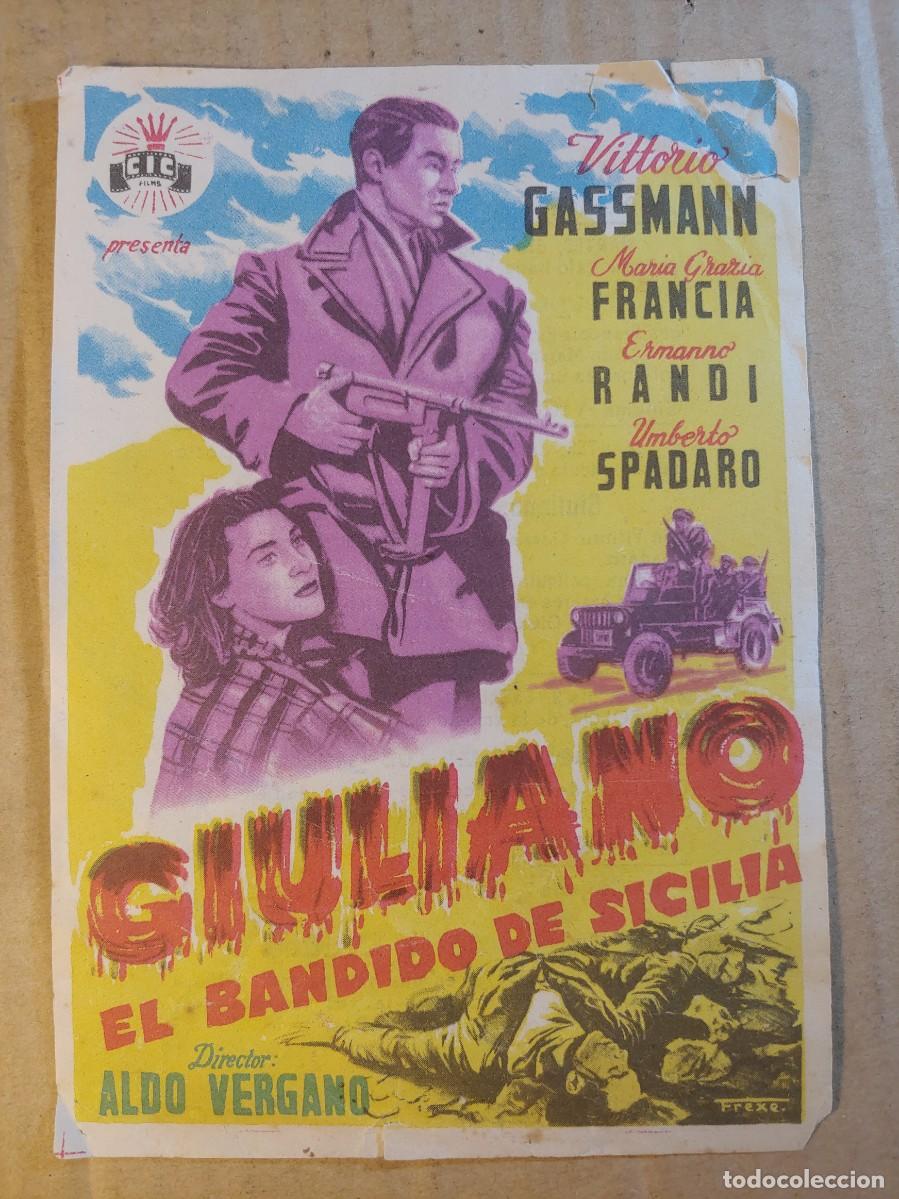 CIC
FILMS
presenta
Vittorio
GASSMANN
Maria Grazia
FRANCIA
Ermanno
RANDI
Umberto
SPADARO
GIULIANO
EL BANDIDO DE SICILIA
Director:
ALDO VERGANO
Frexe.
todocoleccion